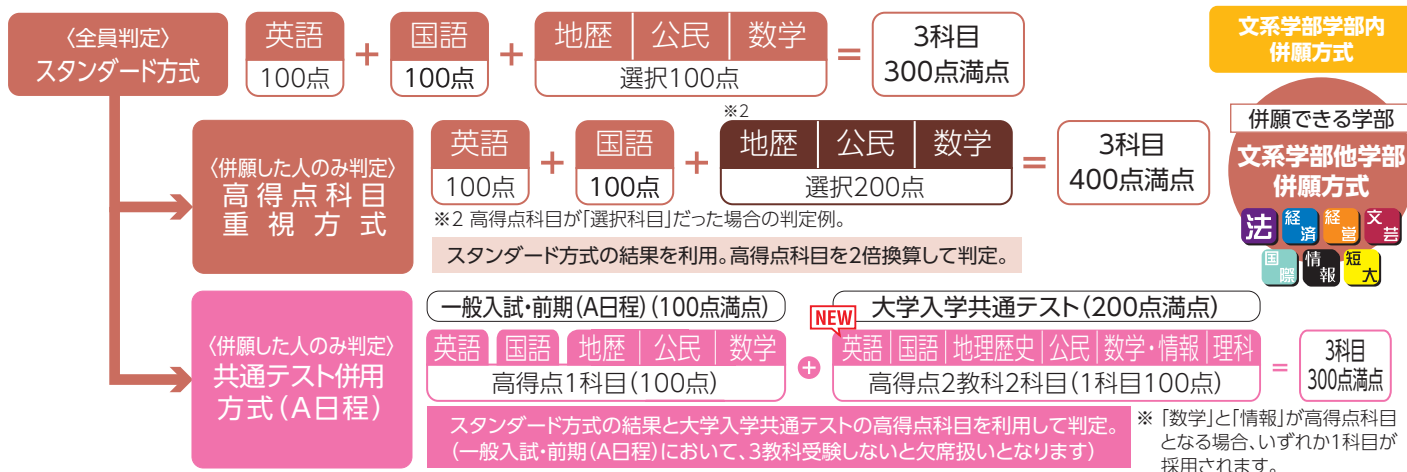 〈全員判定〉
スタンダード方式
英語
100点
+
国語
100点
+
地歴 公民 数学
選択100点
=
3科目
300点満点
〈併願した人のみ判定〉
高得点科目
重視方式
英語
100点
+
国語
100点
+
※2
地歴 公民 数学
選択200点
=
3科目
400点満点
※2 高得点科目が「選択科目」だった場合の判定例。
スタンダード方式の結果を利用。高得点科目を2倍換算して判定。
〈併願した人のみ判定〉
共通テスト併用
方式(A日程)
一般入試・前期(A日程)(100点満点)
英語 国語 地歴 公民 数学
高得点1科目(100点)
+
NEW
大学入学共通テスト(200点満点)
英語 国語 地理歴史 公民 数学・情報 理科
高得点2教科2科目(1科目100点)
=
3科目
300点満点
スタンダード方式の結果と大学入学共通テストの高得点科目を利用して判定。
(一般入試・前期(A日程)において、3教科受験しないと欠席扱いとなります)
※「数学」と「情報」が高得点科目
となる場合、いずれか1科目が
採用されます。
文系学部学部内
併願方式
併願できる学部
文系学部他学部
併願方式
法 経済 経営 文芸
国際 情報 短大